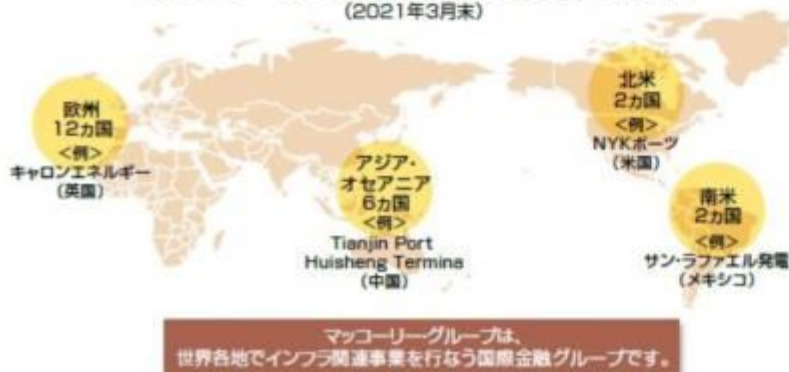 (2021年3月末)
欧州
12カ国
<例>
キャロンエネルギー
(英国)
アジア・
オセアニア
6カ国
<例>
Tianjin Port
Huisheng Termina
(中国)
北米
2カ国
<例>
NYKポーツ
(米国)
南米
2カ国
<例>
サン・ラファエル発電
(メキシコ)
マッコーリー・グループは、
世界各地でインフラ関連事業を行なう国際金融グループです。